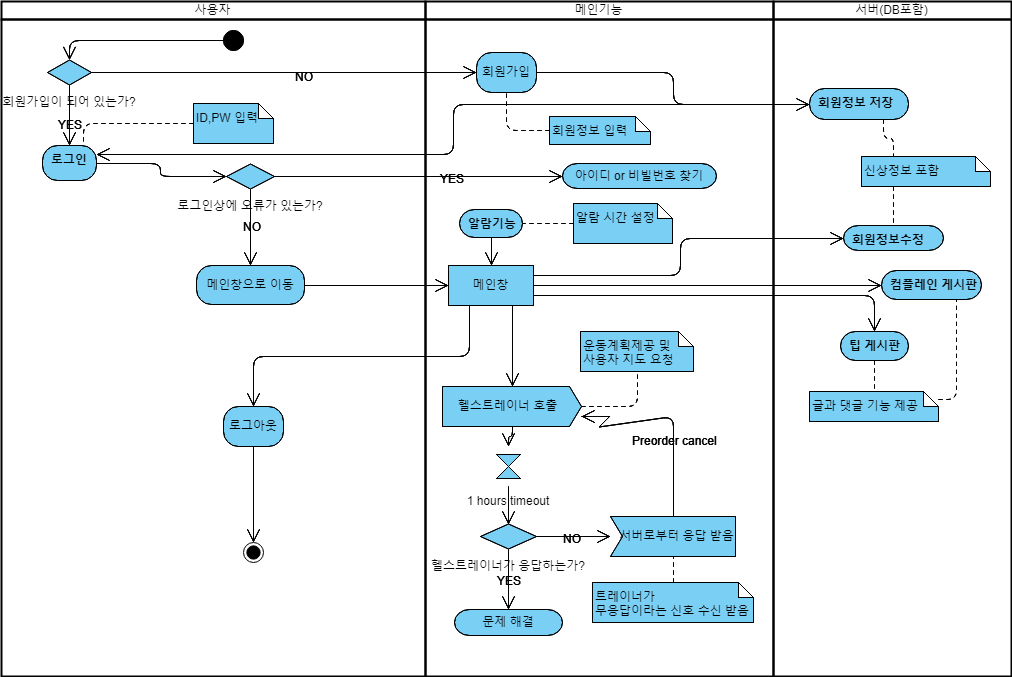 사용자
메인기능
서버(DB포함)
NO
회원가입
회원가입이 되어 있는가?
회원정보 저장
YES
ID,PW 입력
회원정보 입력
로그인
신상정보 포함
YES
아이디 or 비밀번호 찾기
로그인상에 오류가 있는가?
NO
알람기능
알람 시간 설정
회원정보수정
메인창으로 이동
메인창
컴플레인 게시판
팁 게시판
운동계획제공 및
사용자 지도 요청
헬스트레이너 호출
글과 댓글 기능 제공
로그아웃
Preorder cancel
1 hours timeout
NO
서버로부터 응답 받음
헬스트레이너가 응답하는가?
YES
트레이너가
무응답이라는 신호 수신 받음
문제 해결